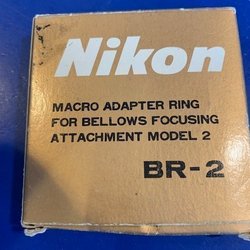 Nikon
MACRO ADAPTER RING
FOR BELLOWS FOCUSING
ATTACHMENT MODEL 2
BR-2